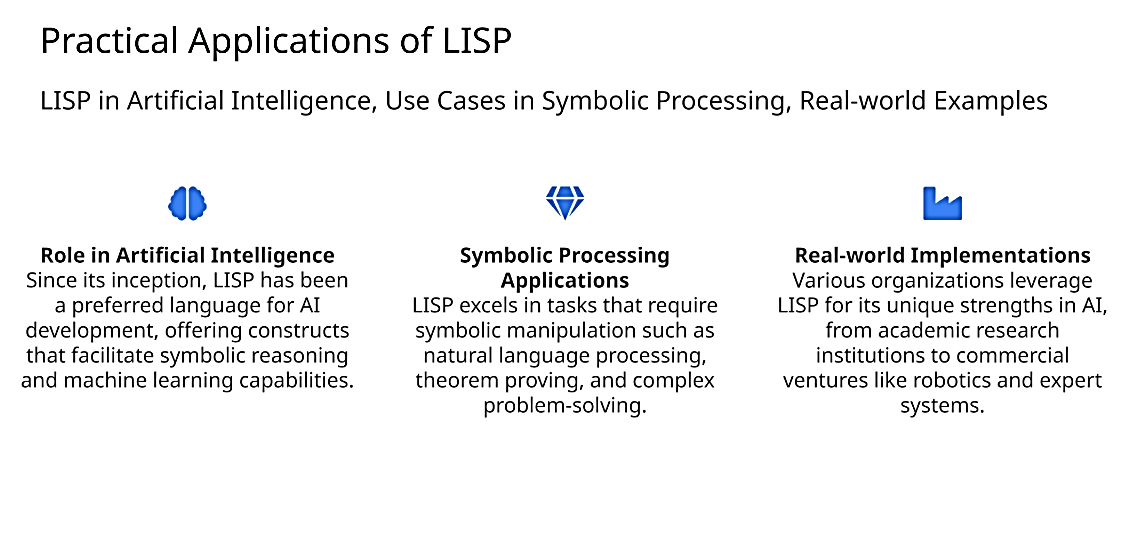 Practical Applications of LISP
LISP in Artificial Intelligence, Use Cases in Symbolic Processing, Real-world Examples
Role in Artificial Intelligence
Since its inception, LISP has been
a preferred language for AI
development, offering constructs
that facilitate symbolic reasoning
and machine learning capabilities.
Symbolic Processing
Applications
LISP excels in tasks that require
symbolic manipulation such as
natural language processing,
theorem proving, and complex
problem-solving.
Real-world Implementations
Various organizations leverage
LISP for its unique strengths in AI,
from academic research
institutions to commercial
ventures like robotics and expert
systems.